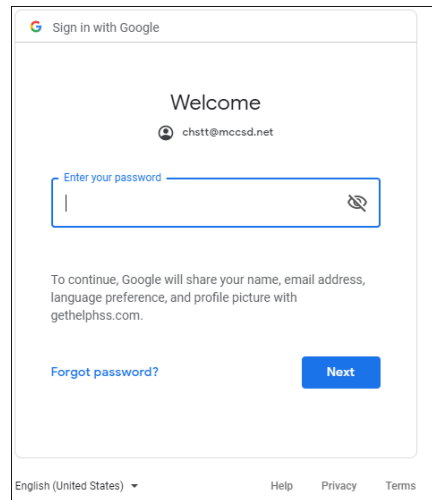 Sign in with Google
Welcome
chstt@mccsd.net
Enter your password
To continue, Google will share your name, email address,
language preference, and profile picture with
gethelphss.com.
Forgot password?
Next
English (United States)
Help Privacy Terms